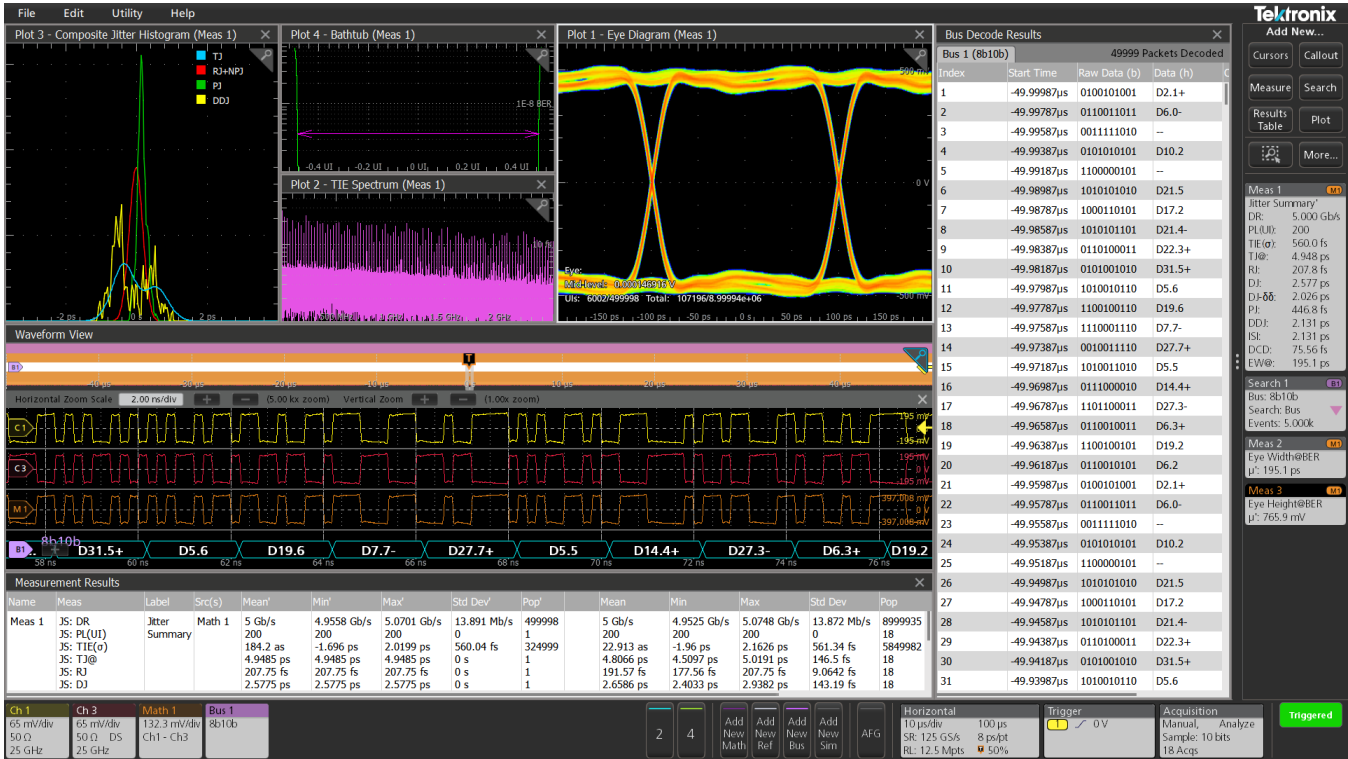 File Edit Utility Help
Tektronix
Add New...
Cursors Callout
Measure Search
Results Table Plot
More...
Plot 3 - Composite Jitter Histogram (Meas 1)
TJ
RJ+NPJ
PJ
DDJ
-2 ps 0 s 2 ps
Plot 4 - Bathtub (Meas 1)
1E-8 BER
-0.4 UI -0.2 UI 0 UI 0.2 UI 0.4 UI
Plot 2 - TIE Spectrum (Meas 1)
10 fs
1.5 GHz 2 GHz
Plot 1 - Eye Diagram (Meas 1)
500 mV
0 V
-500 mV
Eye:
UIs: 6002/499998 Total: 107196/8.99994e+06
-150 ps -100 ps -50 ps 0 s 50 ps 100 ps 150 ps
Bus Decode Results
Bus 1 (8b10b) 49999 Packets Decoded
Index Start Time Raw Data (b) Data (h)
1 -49.99987µs 0100101001 D2.1+
2 -49.99787µs 0110011011 D6.0-
3 -49.99587µs 0011111010 --
4 -49.99387µs 0101010101 D10.2
5 -49.99187µs 1100000101 --
6 -49.98987µs 1010101010 D21.5
7 -49.98787µs 1000110101 D17.2
8 -49.98587µs 1010101101 D21.4-
9 -49.98387µs 0110100011 D22.3+
10 -49.98187µs 0101001010 D31.5+
11 -49.97987µs 1010010110 D5.6
12 -49.97787µs 1100100110 D19.6
13 -49.97587µs 1110001110 D7.7-
14 -49.97387µs 0010011110 D27.7+
15 -49.97187µs 1010011010 D5.5
16 -49.96987µs 0111000010 D14.4+
17 -49.96787µs 1101100011 D27.3-
18 -49.96587µs 0110010011 D6.3+
19 -49.96387µs 1100100101 D19.2
20 -49.96187µs 0110010101 D6.2
21 -49.95987µs 0100101001 D2.1+
22 -49.95787µs 0110011011 D6.0-
23 -49.95587µs 0011111010 --
24 -49.95387µs 0101010101 D10.2
25 -49.95187µs 1100000101 --
26 -49.94987µs 1010101010 D21.5
27 -49.94787µs 1000110101 D17.2
28 -49.94587µs 1010101101 D21.4-
29 -49.94387µs 0110100011 D22.3+
30 -49.94187µs 0101001010 D31.5+
31 -49.93987µs 1010010110 D5.6
Meas 1 M1
Jitter Summary'
DR: 5.000 Gb/s
PL(UI): 200
TIE(σ): 560.0 fs
TJ@: 4.948 ps
RJ: 207.8 fs
DJ: 2.577 ps
DJ-δδ: 2.026 ps
PJ: 446.8 fs
DDJ: 2.131 ps
ISI: 2.131 ps
DCD: 75.56 fs
EW@: 195.1 ps
Search 1 B1
Bus: 8b10b
Search: Bus
Events: 5.000k
Meas 2 M1
Eye Width@BER
µ': 195.1 ps
Meas 3 M1
Eye Height@BER
µ': 765.9 mV
Waveform View
T
B1
-40 µs -20 µs 20 µs 40 µs
Horizontal Zoom Scale 2.00 ns/div + - (5.00 kx zoom) Vertical Zoom + - (1.00x zoom)
C1
195 mV
-195 mV
C3
195 mV
0 V
-195 mV
M1
397.008 mV
0 V
-397.008 mV
8b10b
B1 D31.5+ D5.6 D19.6 D7.7- D27.7+ D5.5 D14.4+ D27.3- D6.3+ D19.2
58 ns 60 ns 62 ns 64 ns 66 ns 68 ns 70 ns 72 ns 74 ns 76 ns
Measurement Results
Name Meas Label Src(s) Mean' Min' Max' Std Dev' Pop' Mean Min Max Std Dev Pop
Meas 1 JS: DR Jitter Summary Math 1 5 Gb/s 4.9558 Gb/s 5.0701 Gb/s 13.891 Mb/s 499998 5 Gb/s 4.9525 Gb/s 5.0748 Gb/s 13.872 Mb/s 8999935
JS: PL(UI) 200 200 200 0 1 200 200 200 0 18
JS: TIE(σ) 184.2 as -1.696 ps 2.0199 ps 560.04 fs 324999 22.913 am -1.96 ps 2.1626 ps 561.34 fs 5849982
JS: TJ@ 4.9485 ps 4.9485 ps 4.9485 ps 0 s 1 4.8066 ps 4.5097 ps 5.0191 ps 146.5 fs 18
JS: RJ 207.75 fs 207.75 fs 207.75 fs 0 s 1 191.57 fs 177.56 fs 207.75 fs 9.0642 fs 18
JS: DJ 2.5775 ps 2.5775 ps 2.5775 ps 0 s 1 2.6586 ps 2.4033 ps 2.9382 ps 143.19 fs 18
Ch 1
65 mV/div
50 Ω
25 GHz
Ch 3
65 mV/div
50 Ω DS
25 GHz
Math 1
132.3 mV/div
Ch1 - Ch3
Bus 1
8b10b
2 4
Add New Math
Add New Ref
Add New Bus
Add New Sim
AFG
Horizontal
10 µs/div 100 µs
SR: 125 GS/s 8 ps/pt
RL: 12.5 Mpts 50%
Trigger
1 0 V
Acquisition
Manual, Analyze
Sample: 10 bits
18 Acqs
Triggered